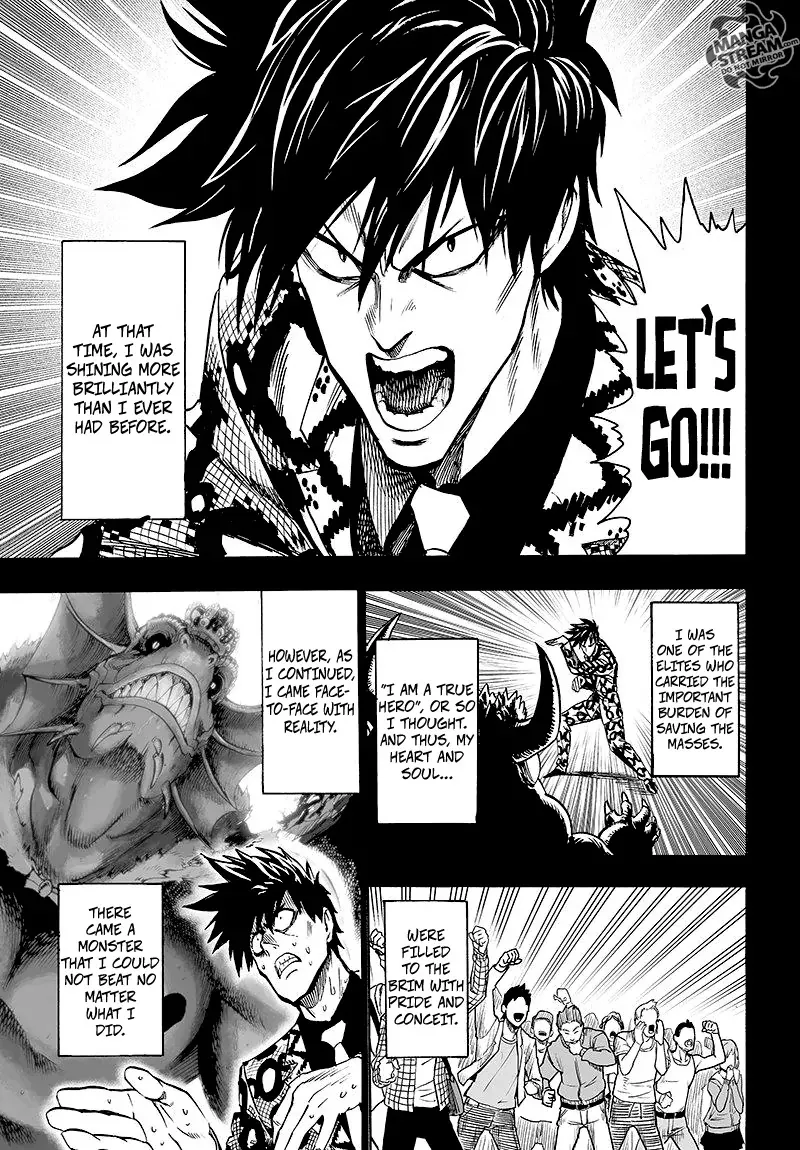 MANGA
STREAM.com
DO NOT MIRROR
LET'S
GO!!!
AT THAT
TIME, I WAS
SHINING MORE
BRILLIANTLY
THAN I EVER
HAD BEFORE.
I WAS
ONE OF THE
ELITES WHO
CARRIED THE
IMPORTANT
BURDEN OF
SAVING THE
MASSES.
"I AM A TRUE
HERO", OR SO
I THOUGHT.
AND THUS, MY
HEART AND
SOUL...
WERE
FILLED
TO THE
BRIM WITH
PRIDE AND
CONCEIT.
HOWEVER, AS
I CONTINUED,
I CAME FACE-
TO-FACE WITH
REALITY.
THERE
CAME A
MONSTER
THAT I COULD
NOT BEAT NO
MATTER
WHAT I
DID.